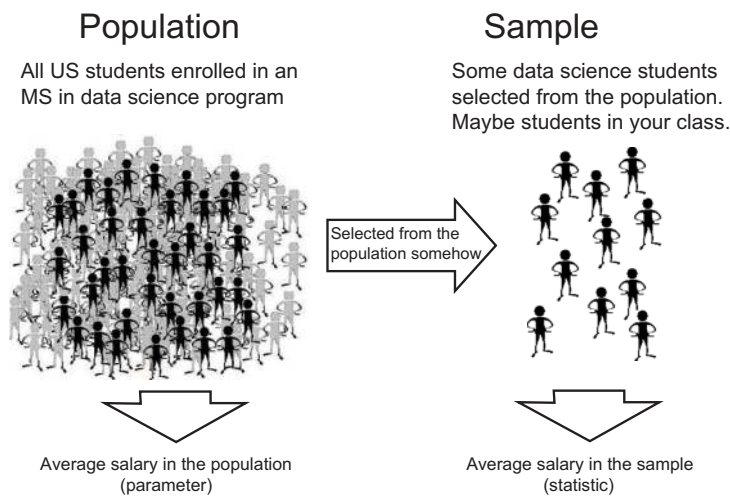 Population
All US students enrolled in an
MS in data science program
Sample
Some data science students
selected from the population.
Maybe students in your class.
Selected from the
population somehow
Average salary in the population
(parameter)
Average salary in the sample
(statistic)